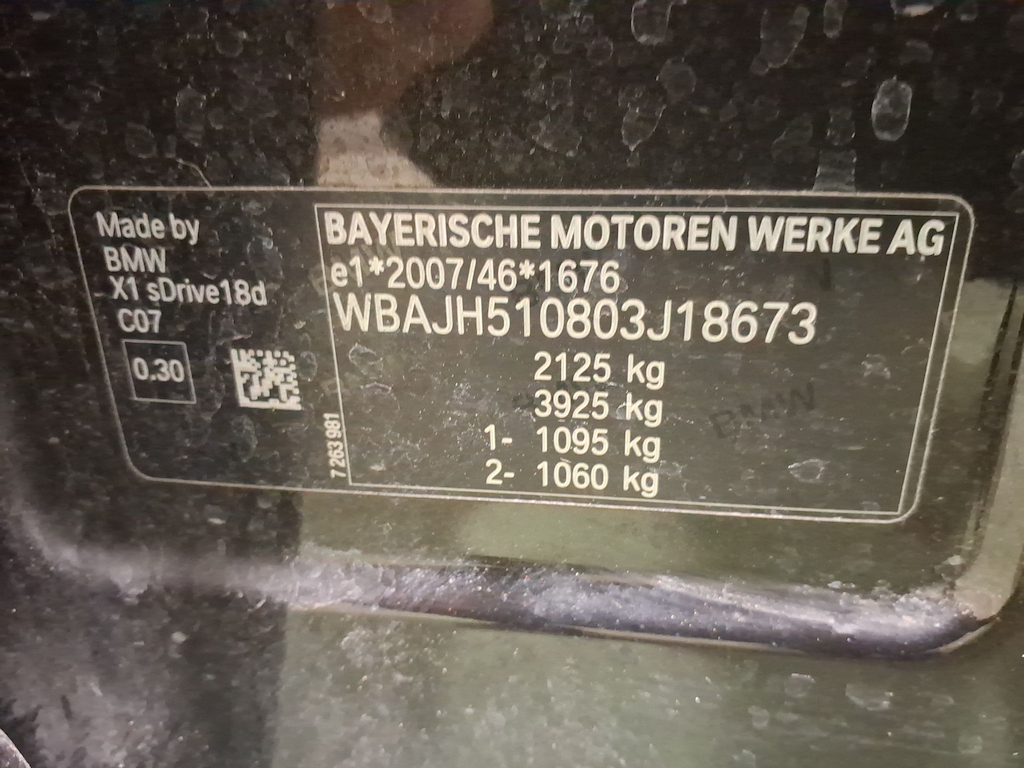 Made by
BMW
X1 sDrive18d
C07
0.30
BAYERISCHE MOTOREN WERKE AG
e1*2007/46*1676
WBAJH510803J18673
2125 kg
3925 kg
1- 1095 kg
2- 1060 kg
7 263 981
BMW